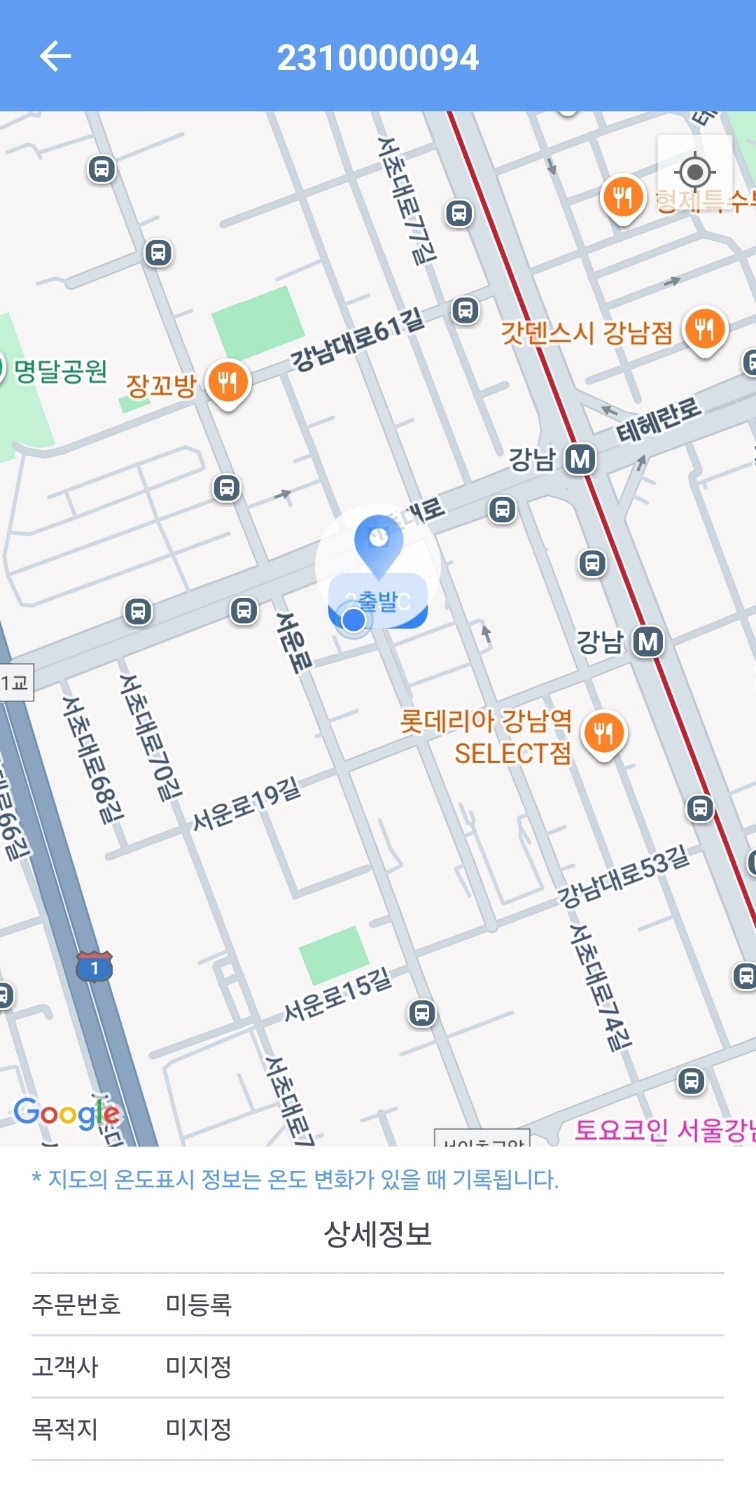 2310000094
서초대로77길
갓덴스시 강남점
강남대로61길
명달공원
장꼬방
테헤란로
강남
출발
서운로
강남
1교
서초대로68길
서초대로70길
롯데리아 강남역
SELECT점
서운로19길
강남대로53길
1
서초대로74길
서운로15길
Google
토요코인 서울강남
* 지도의 온도표시 정보는 온도 변화가 있을 때 기록됩니다.
상세정보
주문번호 미등록
고객사 미지정
목적지 미지정